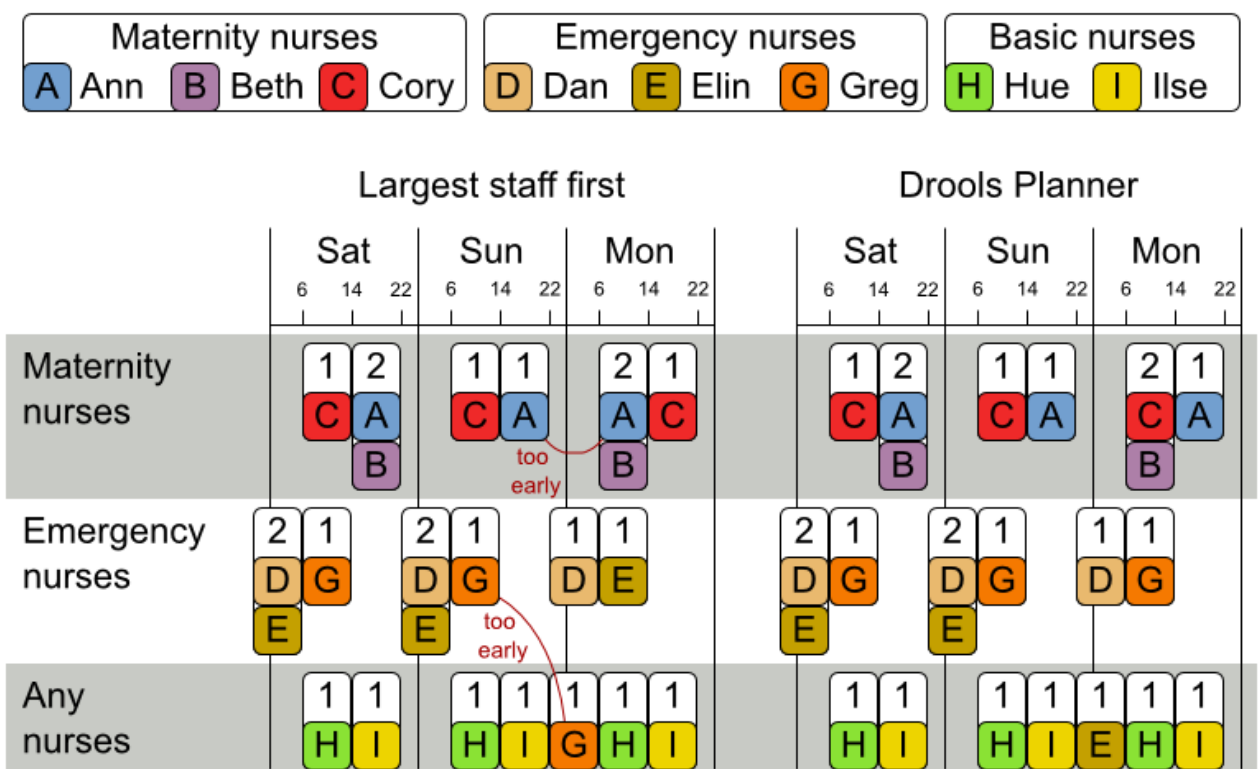 Maternity nurses Emergency nurses Basic nurses
A Ann B Beth C Cory D Dan E Elin G Greg H Hue I Ilse
Largest staff first Drools Planner
Sat Sun Mon Sat Sun Mon
6 14 22 6 14 22 6 14 22 6 14 22 6 14 22 6 14 22
Maternity 1 2 1 1 2 1 1 2 1 1 2 1
nurses C A C A A C C A C A C A
B too B B B
early
Emergency 2 1 2 1 1 1 2 1 2 1 1 1
nurses D G D G D E D G D G D G
E E too E E
early
Any 1 1 1 1 1 1 1 1 1 1 1 1 1 1
nurses H I H I G H I H I H I E H I